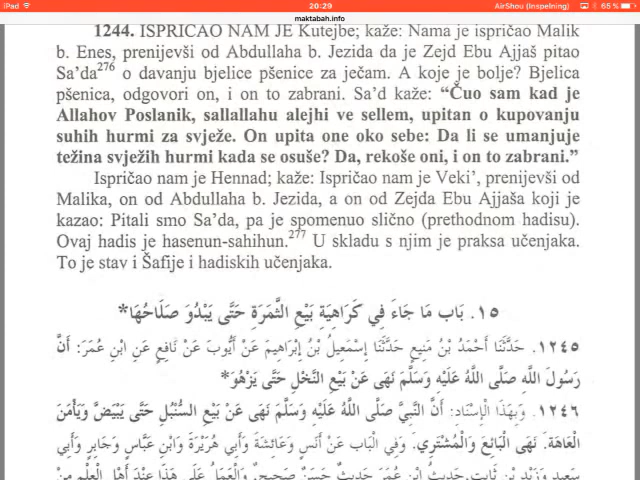 iPad
20:29
AirShou (Inspelning)
65 %
maktabah.info
1244. ISPRIČAO NAM JE Kutejbe; kaže: Nama je ispričao Malik
b. Enes, prenijevši od Abdullaha b. Jezida da je Zejd Ebu Ajjaš pitao
Sa’da276 o davanju bjelice pšenice za ječam. A koje je bolje? Bjelica
pšenica, odgovori on, i on to zabrani. Sa’d kaže: “Čuo sam kad je
Allahov Poslanik, sallallahu alejhi ve sellem, upitan o kupovanju
suhih hurmi za svježe. On upita one oko sebe: Da li se umanjuje
težina svježih hurmi kada se osuše? Da, rekoše oni, i on to zabrani.”
Ispričao nam je Hennad; kaže: Ispričao nam je Veki’, prenijevši od
Malika, on od Abdullaha b. Jezida, a on od Zejda Ebu Ajjaša koji je
kazao: Pitali smo Sa’da, pa je spomenuo slično (prethodnom hadisu).
Ovaj hadis je hasenun-sahihun.277 U skladu s njim je praksa učenjaka.
To je stav i Šafije i hadiskih učenjaka.
١٥. بَاب مَا جَاءَ فِي كَرَاهِيَةِ بَيْعِ الثَّمَرَةِ حَتَّى يَبْدُوَ صَلَاحُهَا*
١٢٤٥. حَدَّثَنَا أَحْمَدُ بْنُ مَنِيعٍ حَدَّثَنَا إِسْمَعِيلُ بْنُ إِبْرَاهِيمَ عَنْ أَيُّوبَ عَنْ نَافِعٍ عَنِ ابْنِ عُمَرَ: أَنَّ
رَسُولَ اللَّهِ صَلَّى اللَّهُ عَلَيْهِ وَسَلَّمَ نَهَى عَنْ بَيْعِ النَّخْلِ حَتَّى يَزْهُوَ*
١٢٤٦. وَبِهَذَا الْإِسْنَادِ: أَنَّ النَّبِيَّ صَلَّى اللَّهُ عَلَيْهِ وَسَلَّمَ نَهَى عَنْ بَيْعِ السُّنْبُلِ حَتَّى يَبْيَضَّ وَيَأْمَنَ
الْعَاهَةَ. نَهَى الْبَائِعَ وَالْمُشْتَرِيَ. وَفِي الْبَاب عَنْ أَنَسٍ وَعَائِشَةَ وَأَبِي هُرَيْرَةَ وَابْنِ عَبَّاسٍ وَجَابِرٍ وَأَبِي
سَعِيدٍ وَزَيْدِ بْنِ ثَابِتٍ. حَدِيثُ ابْنِ عُمَرَ حَدِيثٌ حَسَنٌ صَحِيحٌ. وَالْعَمَلُ عَلَى هَذَا عِنْدَ أَهْلِ الْعِلْمِ مِنْ